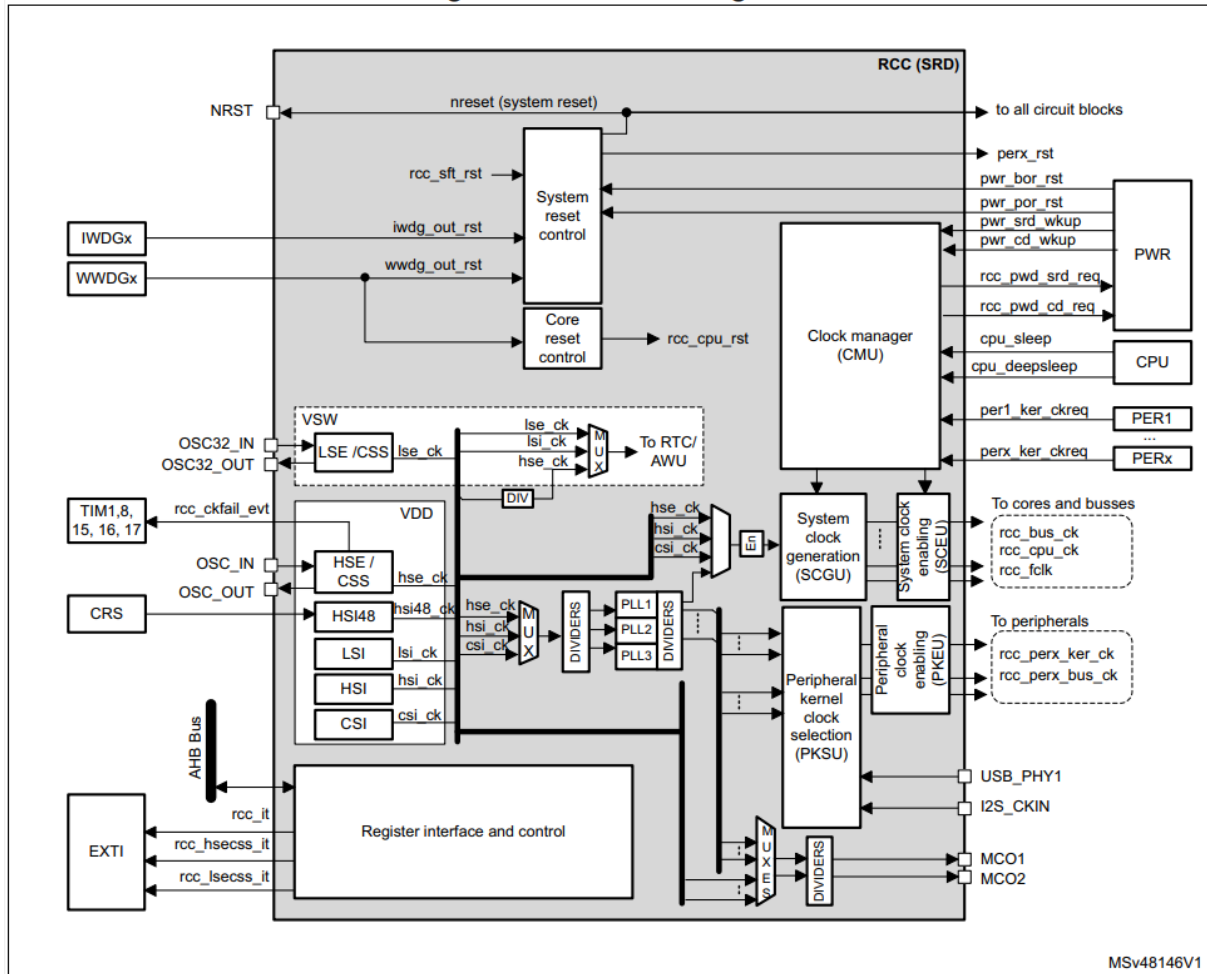 RCC (SRD)
NRST
nreset (system reset)
to all circuit blocks
perx_rst
rcc_sft_rst
System
reset
control
pwr_bor_rst
pwr_por_rst
pwr_srd_wkup
pwr_cd_wkup
PWR
IWDGx
iwdg_out_rst
WWDGx
wwdg_out_rst
rcc_pwd_srd_req
rcc_pwd_cd_req
Core
reset
control
rcc_cpu_rst
Clock manager
(CMU)
cpu_sleep
cpu_deepsleep
CPU
per1_ker_ckreq
PER1
...
perx_ker_ckreq
PERx
VSW
OSC32_IN
OSC32_OUT
LSE /CSS
lse_ck
lse_ck
lsi_ck
hse_ck
MUX
To RTC/
AWU
DIV
TIM1,8,
15, 16, 17
rcc_ckfail_evt
VDD
OSC_IN
OSC_OUT
HSE /
CSS
hse_ck
CRS
HSI48
hsi48_ck
LSI
lsi_ck
HSI
hsi_ck
CSI
csi_ck
hse_ck
hsi_ck
csi_ck
MUX
DIVIDERS
PLL1
PLL2
PLL3
DIVIDERS
hse_ck
hsi_ck
csi_ck
En
System
clock
generation
(SCGU)
System clock
enabling
(SCEU)
To cores and busses
rcc_bus_ck
rcc_cpu_ck
rcc_fclk
Peripheral
kernel
clock
selection
(PKSU)
Peripheral
clock
enabling
(PKEU)
To peripherals
rcc_perx_ker_ck
rcc_perx_bus_ck
USB_PHY1
I2S_CKIN
AHB Bus
EXTI
rcc_it
rcc_hsecss_it
rcc_lsecss_it
Register interface and control
MUXES
DIVIDERS
MCO1
MCO2
MSv48146V1